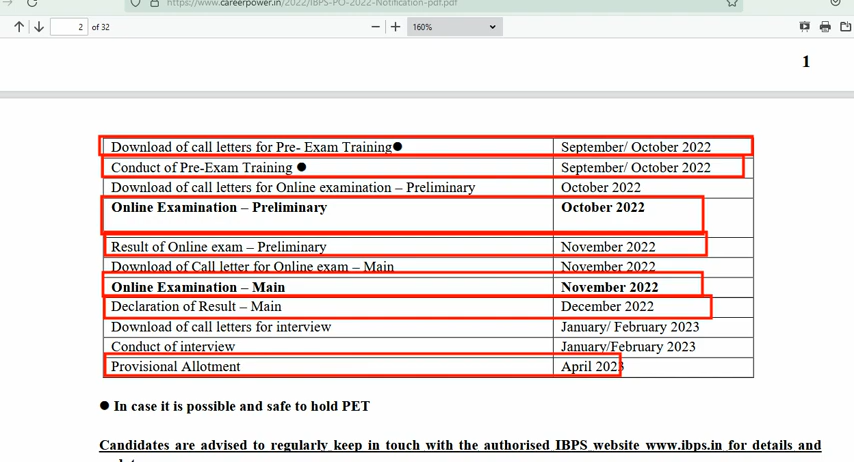 https://www.careerpower.in/2022/IBPS-PO-2022-Notification-pdf.pdf
2 of 32 160%
1
Download of call letters for Pre- Exam Training● September/ October 2022
Conduct of Pre-Exam Training ● September/ October 2022
Download of call letters for Online examination – Preliminary October 2022
Online Examination – Preliminary October 2022
Result of Online exam – Preliminary November 2022
Download of Call letter for Online exam – Main November 2022
Online Examination – Main November 2022
Declaration of Result – Main December 2022
Download of call letters for interview January/ February 2023
Conduct of interview January/February 2023
Provisional Allotment April 2023
● In case it is possible and safe to hold PET
Candidates are advised to regularly keep in touch with the authorised IBPS website www.ibps.in for details and